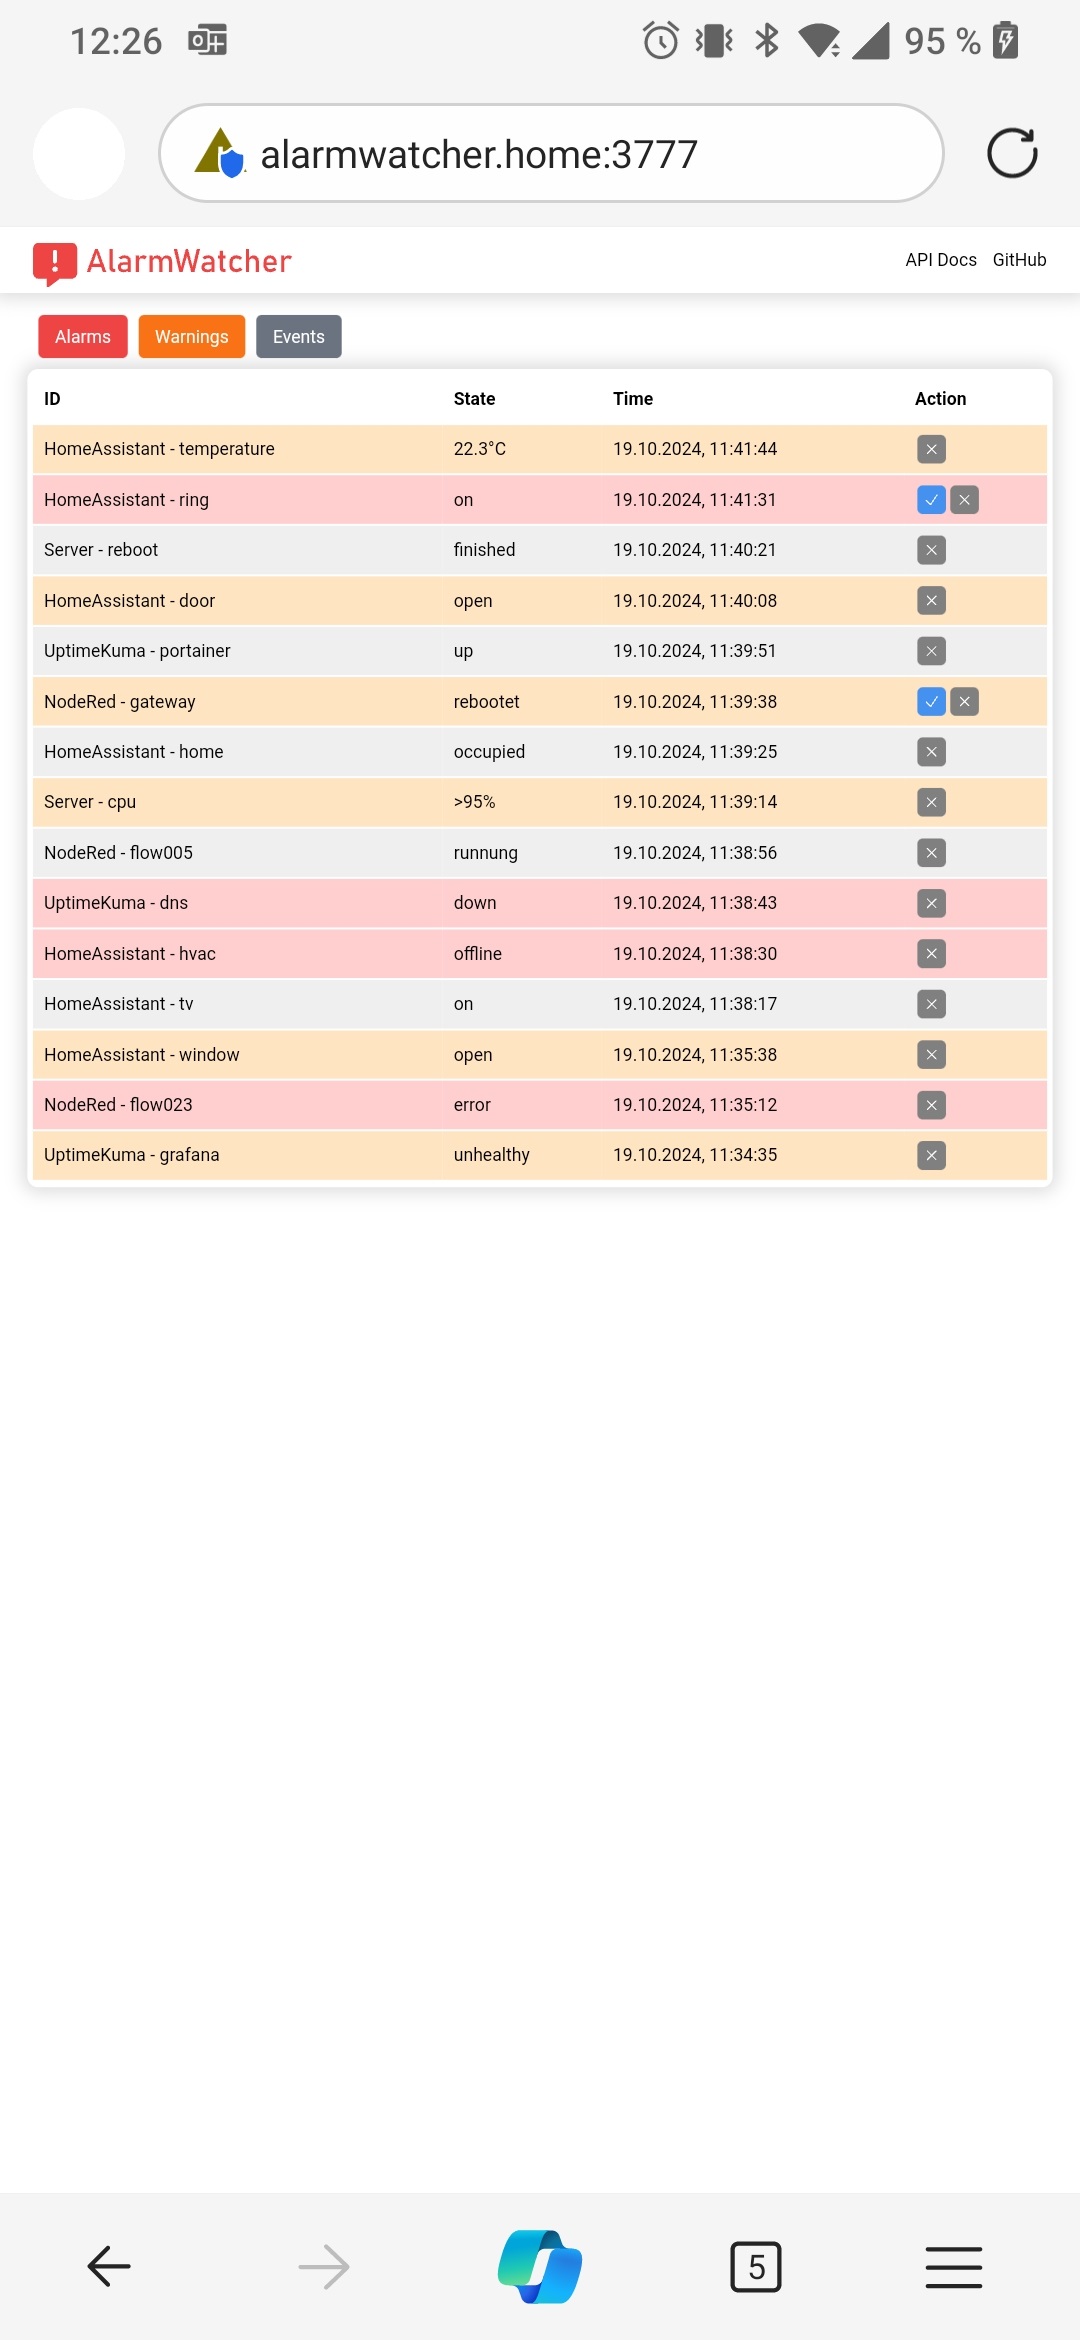 12:26 95 %
alarmwatcher.home:3777
AlarmWatcher API Docs GitHub
Alarms Warnings Events
ID State Time Action
HomeAssistant - temperature 22.3°C 19.10.2024, 11:41:44
HomeAssistant - ring on 19.10.2024, 11:41:31
Server - reboot finished 19.10.2024, 11:40:21
HomeAssistant - door open 19.10.2024, 11:40:08
UptimeKuma - portainer up 19.10.2024, 11:39:51
NodeRed - gateway rebootet 19.10.2024, 11:39:38
HomeAssistant - home occupied 19.10.2024, 11:39:25
Server - cpu >95% 19.10.2024, 11:39:14
NodeRed - flow005 runnung 19.10.2024, 11:38:56
UptimeKuma - dns down 19.10.2024, 11:38:43
HomeAssistant - hvac offline 19.10.2024, 11:38:30
HomeAssistant - tv on 19.10.2024, 11:38:17
HomeAssistant - window open 19.10.2024, 11:35:38
NodeRed - flow023 error 19.10.2024, 11:35:12
UptimeKuma - grafana unhealthy 19.10.2024, 11:34:35
5